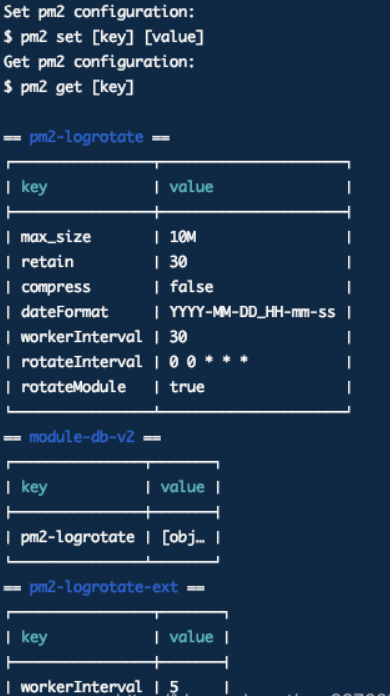 Set pm2 configuration:
$ pm2 set [key] [value]
Get pm2 configuration:
$ pm2 get [key]
== pm2-logrotate ==
| key | value |
| max_size | 10M |
| retain | 30 |
| compress | false |
| dateFormat | YYYY-MM-DD_HH-mm-ss |
| workerInterval | 30 |
| rotateInterval | 0 0 * * * |
| rotateModule | true |
== module-db-v2 ==
| key | value |
| pm2-logrotate | [obj… |
== pm2-logrotate-ext ==
| key | value |
| workerInterval | 5 |